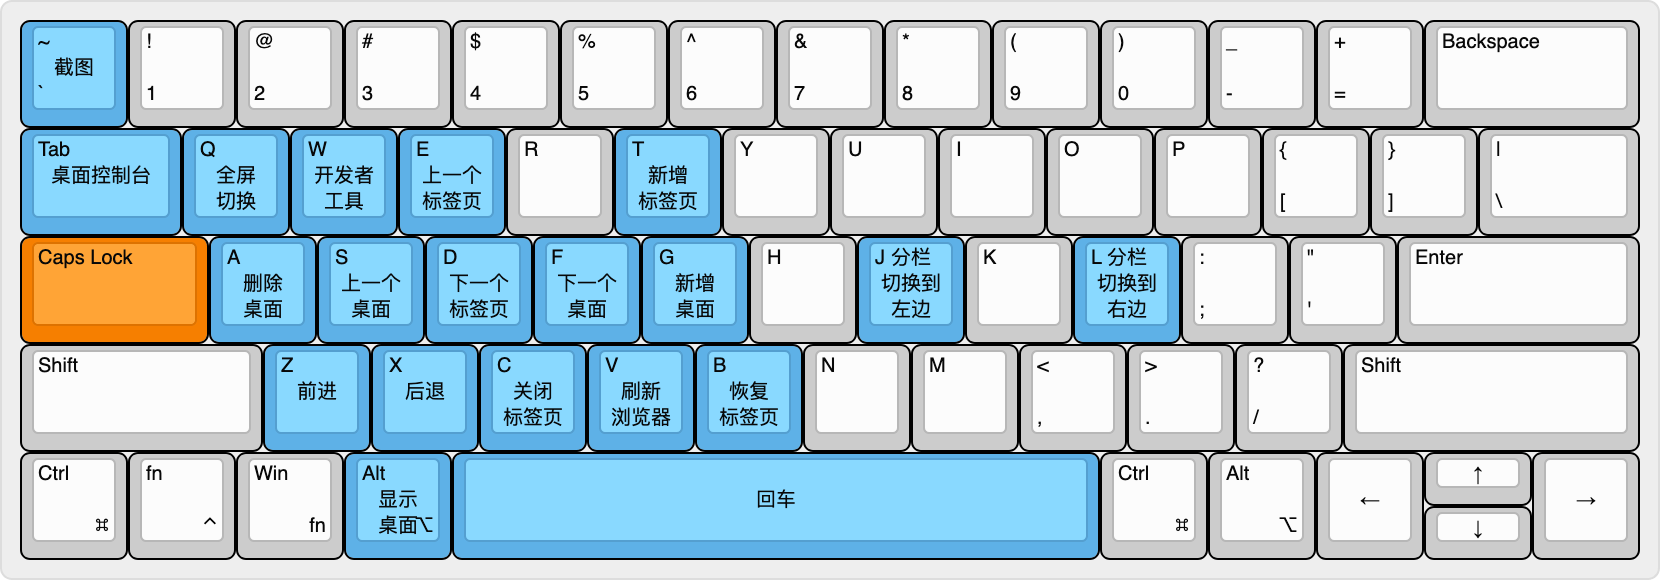 ~
截图
`
!
1
@
2
#
3
$
4
%
5
^
6
&
7
*
8
(
9
)
0
_
-
+
=
Backspace
Tab
桌面控制台
Q
全屏
切换
W
开发者
工具
E
上一个
标签页
R
T
新增
标签页
Y
U
I
O
P
{
[
}
]
|
\
Caps Lock
A
删除
桌面
S
上一个
桌面
D
下一个
标签页
F
下一个
桌面
G
新增
桌面
H
J 分栏
切换到
左边
K
L 分栏
切换到
右边
:
;
"
'
Enter
Shift
Z
前进
X
后退
C
关闭
标签页
V
刷新
浏览器
B
恢复
标签页
N
M
<
,
>
.
?
/
Shift
Ctrl
⌘
fn
^
Win
fn
Alt
显示
桌面⌥
回车
Ctrl
⌘
Alt
⌥
←
↑
↓
→